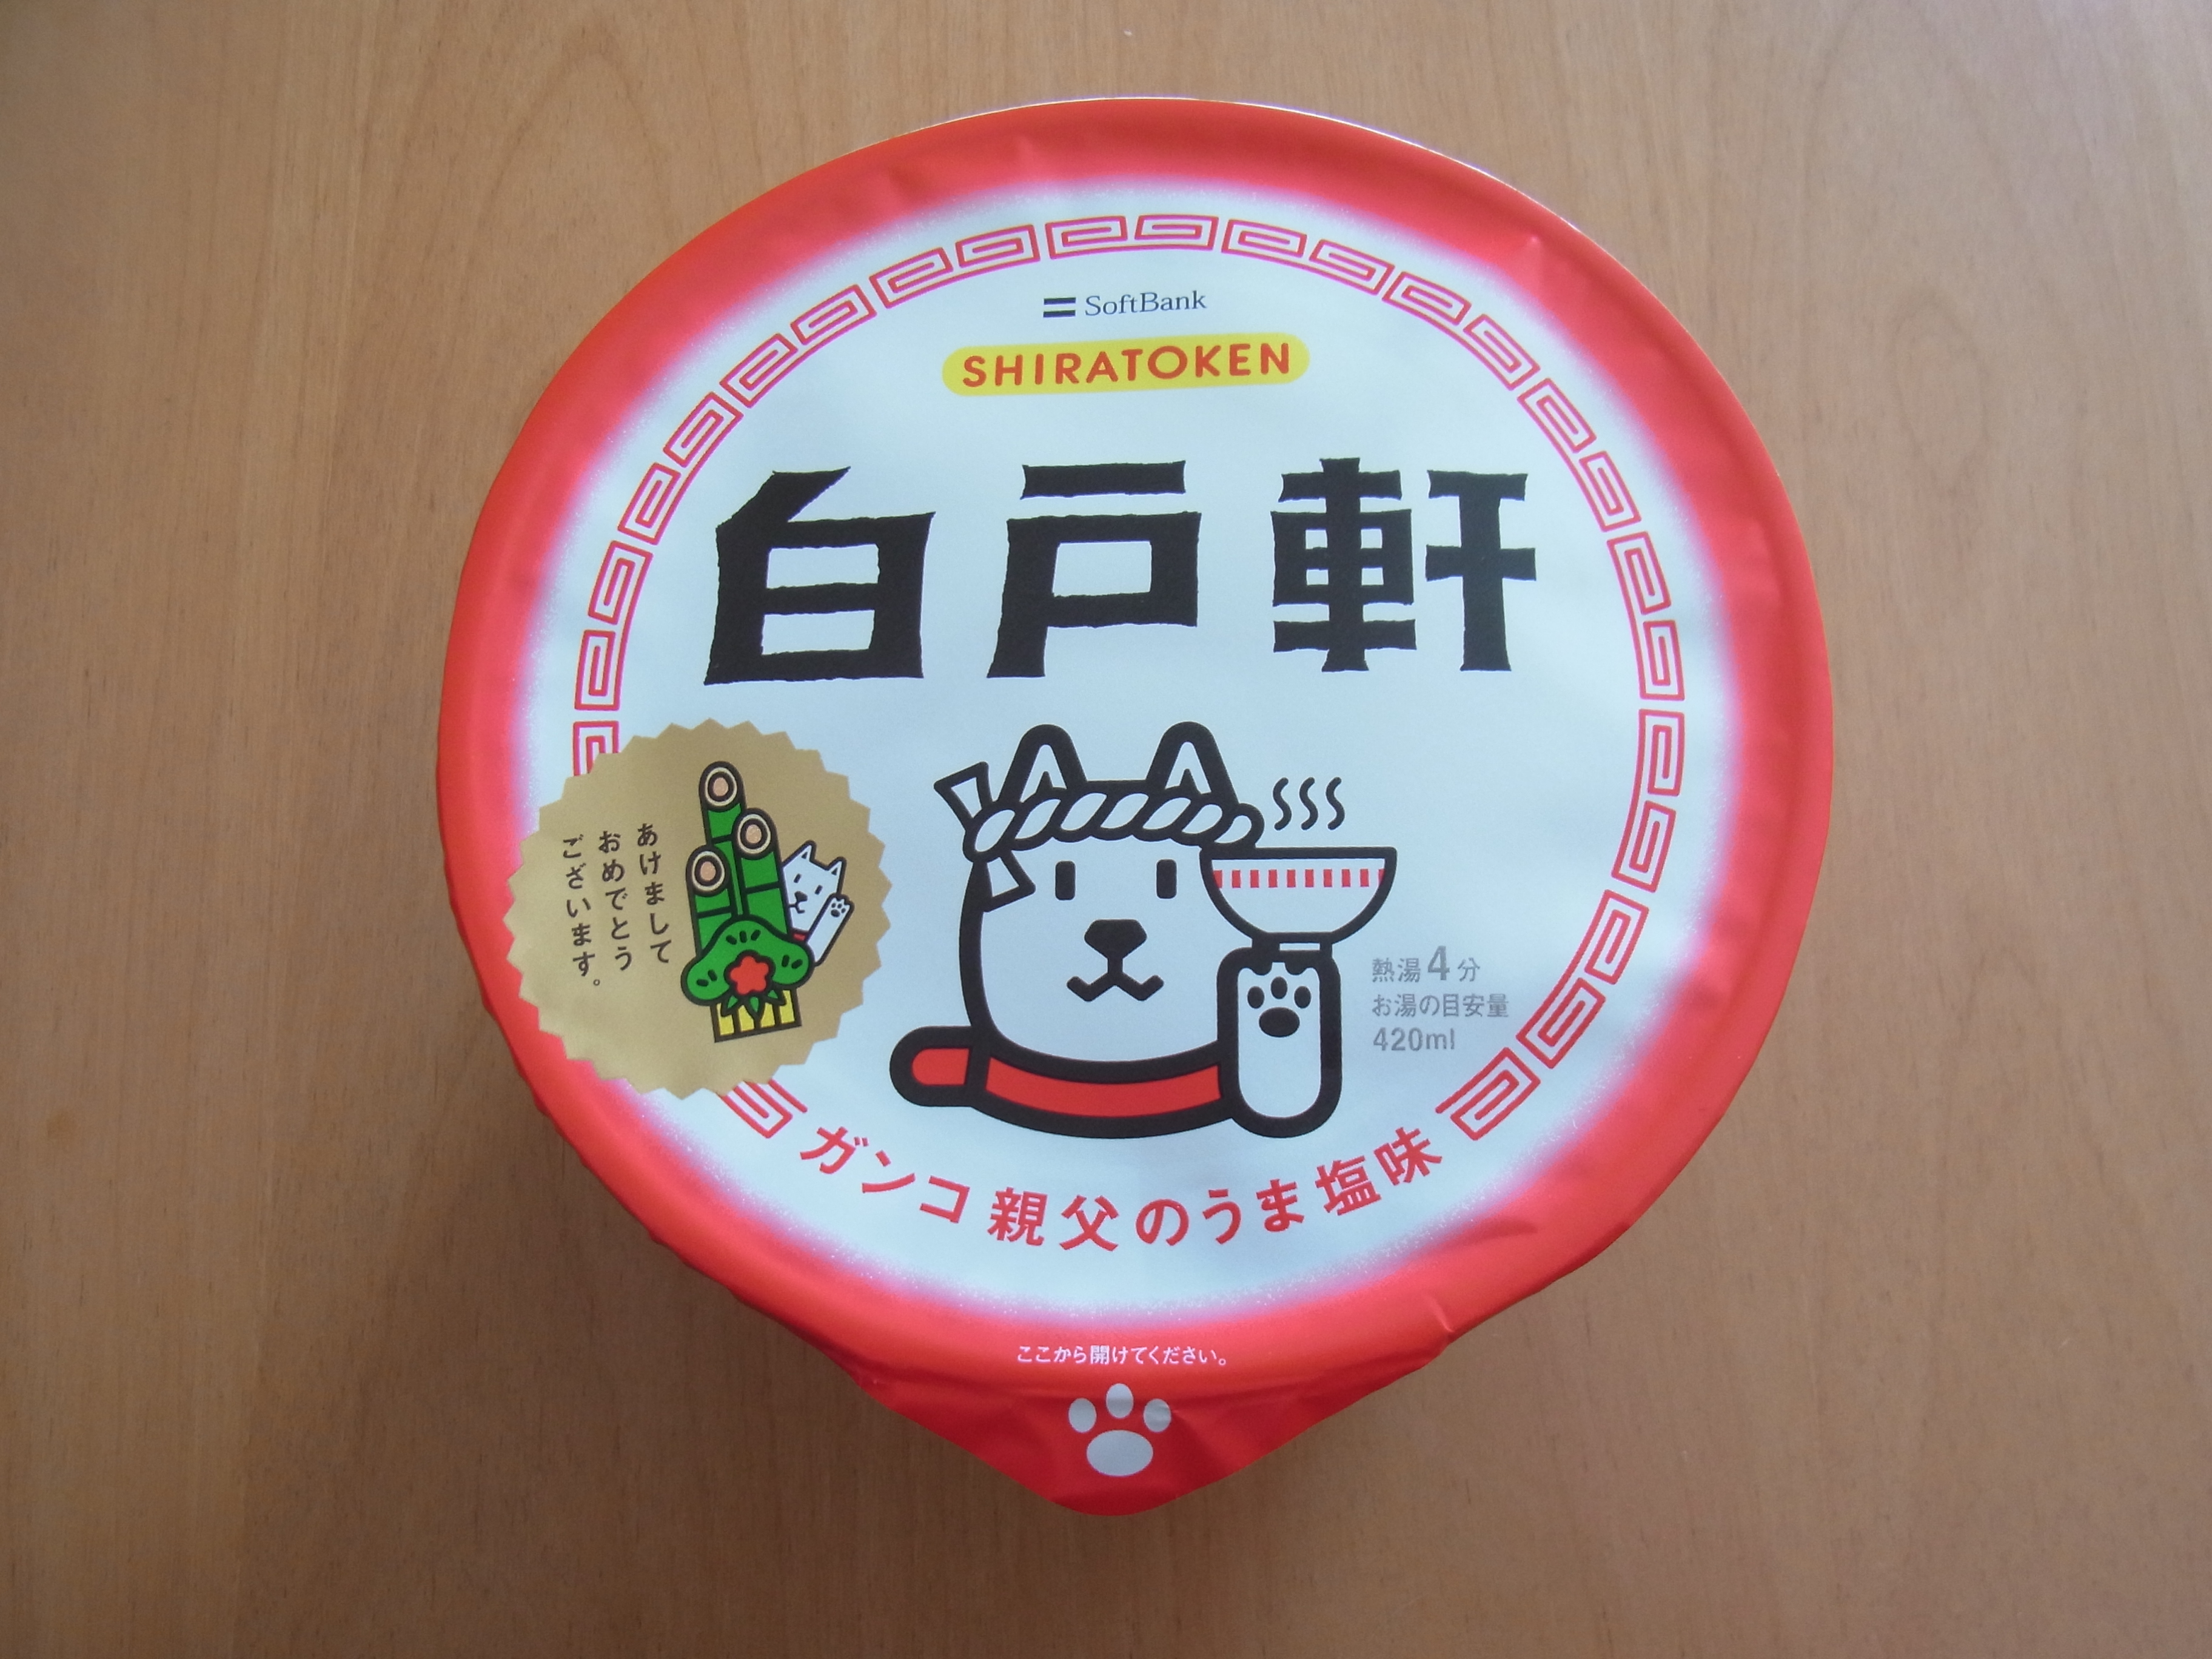 SoftBank
SHIRATOKEN
白戸軒
あけまして
おめでとう
ございます。
熱湯4分
お湯の目安量
420ml
ガンコ親父のうま塩味
ここから開けてください。